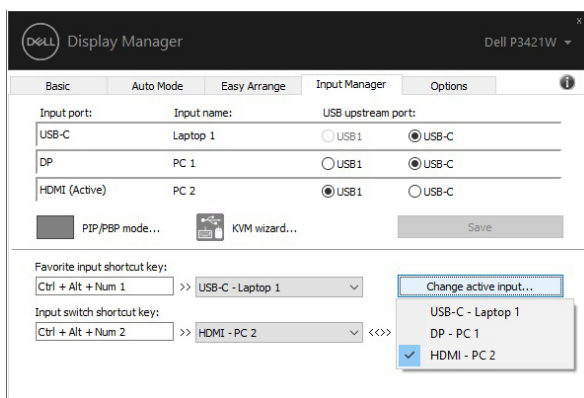 x
DELL Display Manager Dell P3421W
Basic Auto Mode Easy Arrange Input Manager Options i
Input port: Input name: USB upstream port:
USB-C Laptop 1 USB1 USB-C
DP PC 1 USB1 USB-C
HDMI (Active) PC 2 USB1 USB-C
PIP/PBP mode... KVM wizard... Save
Favorite input shortcut key:
Ctrl + Alt + Num 1 >> USB-C - Laptop 1 Change active input...
Input switch shortcut key:
Ctrl + Alt + Num 2 >> HDMI - PC 2 <<>>
USB-C - Laptop 1
DP - PC 1
HDMI - PC 2